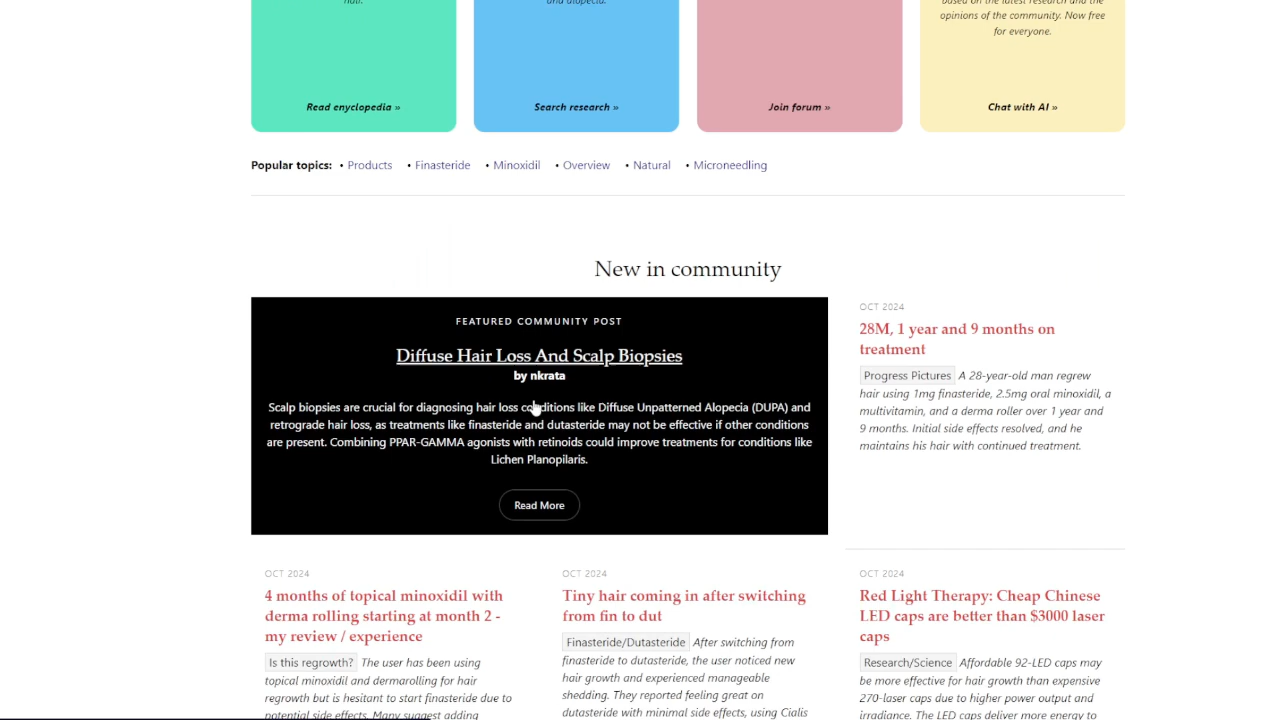 hair.
and alopecia.
based on the latest research and the
opinions of the community. Now free
for everyone.
Read enyclopedia »
Search research »
Join forum »
Chat with AI »
Popular topics: • Products • Finasteride • Minoxidil • Overview • Natural • Microneedling
New in community
FEATURED COMMUNITY POST
Diffuse Hair Loss And Scalp Biopsies
by nkrata
Scalp biopsies are crucial for diagnosing hair loss conditions like Diffuse Unpatterned Alopecia (DUPA) and
retrograde hair loss, as treatments like finasteride and dutasteride may not be effective if other conditions
are present. Combining PPAR-GAMMA agonists with retinoids could improve treatments for conditions like
Lichen Planopilaris.
Read More
OCT 2024
28M, 1 year and 9 months on
treatment
Progress Pictures A 28-year-old man regrew
hair using 1mg finasteride, 2.5mg oral minoxidil, a
multivitamin, and a derma roller over 1 year and
9 months. Initial side effects resolved, and he
maintains his hair with continued treatment.
OCT 2024
4 months of topical minoxidil with
derma rolling starting at month 2 -
my review / experience
Is this regrowth? The user has been using
topical minoxidil and dermarolling for hair
regrowth but is hesitant to start finasteride due to
potential side effects. Many suggest adding
OCT 2024
Tiny hair coming in after switching
from fin to dut
Finasteride/Dutasteride After switching from
finasteride to dutasteride, the user noticed new
hair growth and experienced manageable
shedding. They reported feeling great on
dutasteride with minimal side effects, using Cialis
OCT 2024
Red Light Therapy: Cheap Chinese
LED caps are better than $3000 laser
caps
Research/Science Affordable 92-LED caps may
be more effective for hair growth than expensive
270-laser caps due to higher power output and
irradiance. The LED caps deliver more energy to